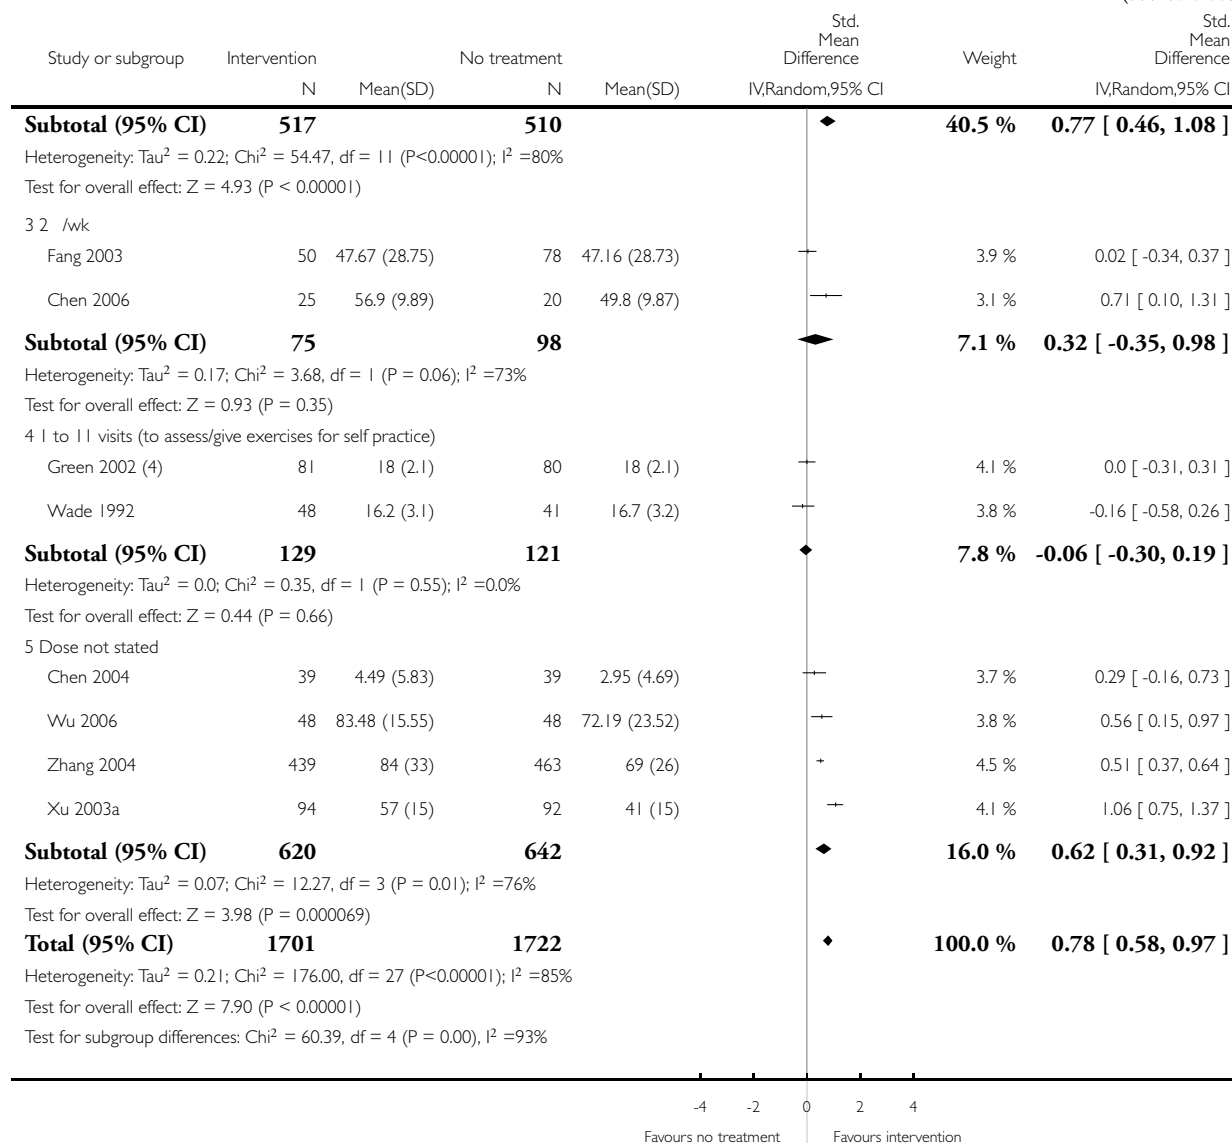 Std. Mean Difference Std. Mean Difference
Study or subgroup Intervention No treatment Weight
N Mean(SD) N Mean(SD) IV,Random,95% CI IV,Random,95% CI
Subtotal (95% CI) 517 510 40.5 % 0.77 [ 0.46, 1.08 ]
Heterogeneity: Tau² = 0.22; Chi² = 54.47, df = 11 (P<0.00001); I² =80%
Test for overall effect: Z = 4.93 (P < 0.00001)
3 2 /wk
Fang 2003 50 47.67 (28.75) 78 47.16 (28.73) 3.9 % 0.02 [ -0.34, 0.37 ]
Chen 2006 25 56.9 (9.89) 20 49.8 (9.87) 3.1 % 0.71 [ 0.10, 1.31 ]
Subtotal (95% CI) 75 98 7.1 % 0.32 [ -0.35, 0.98 ]
Heterogeneity: Tau² = 0.17; Chi² = 3.68, df = 1 (P = 0.06); I² =73%
Test for overall effect: Z = 0.93 (P = 0.35)
4 1 to 11 visits (to assess/give exercises for self practice)
Green 2002 (4) 81 18 (2.1) 80 18 (2.1) 4.1 % 0.0 [ -0.31, 0.31 ]
Wade 1992 48 16.2 (3.1) 41 16.7 (3.2) 3.8 % -0.16 [ -0.58, 0.26 ]
Subtotal (95% CI) 129 121 7.8 % -0.06 [ -0.30, 0.19 ]
Heterogeneity: Tau² = 0.0; Chi² = 0.35, df = 1 (P = 0.55); I² =0.0%
Test for overall effect: Z = 0.44 (P = 0.66)
5 Dose not stated
Chen 2004 39 4.49 (5.83) 39 2.95 (4.69) 3.7 % 0.29 [ -0.16, 0.73 ]
Wu 2006 48 83.48 (15.55) 48 72.19 (23.52) 3.8 % 0.56 [ 0.15, 0.97 ]
Zhang 2004 439 84 (33) 463 69 (26) 4.5 % 0.51 [ 0.37, 0.64 ]
Xu 2003a 94 57 (15) 92 41 (15) 4.1 % 1.06 [ 0.75, 1.37 ]
Subtotal (95% CI) 620 642 16.0 % 0.62 [ 0.31, 0.92 ]
Heterogeneity: Tau² = 0.07; Chi² = 12.27, df = 3 (P = 0.01); I² =76%
Test for overall effect: Z = 3.98 (P = 0.000069)
Total (95% CI) 1701 1722 100.0 % 0.78 [ 0.58, 0.97 ]
Heterogeneity: Tau² = 0.21; Chi² = 176.00, df = 27 (P<0.00001); I² =85%
Test for overall effect: Z = 7.90 (P < 0.00001)
Test for subgroup differences: Chi² = 60.39, df = 4 (P = 0.00), I² =93%
-4 -2 0 2 4
Favours no treatment Favours intervention